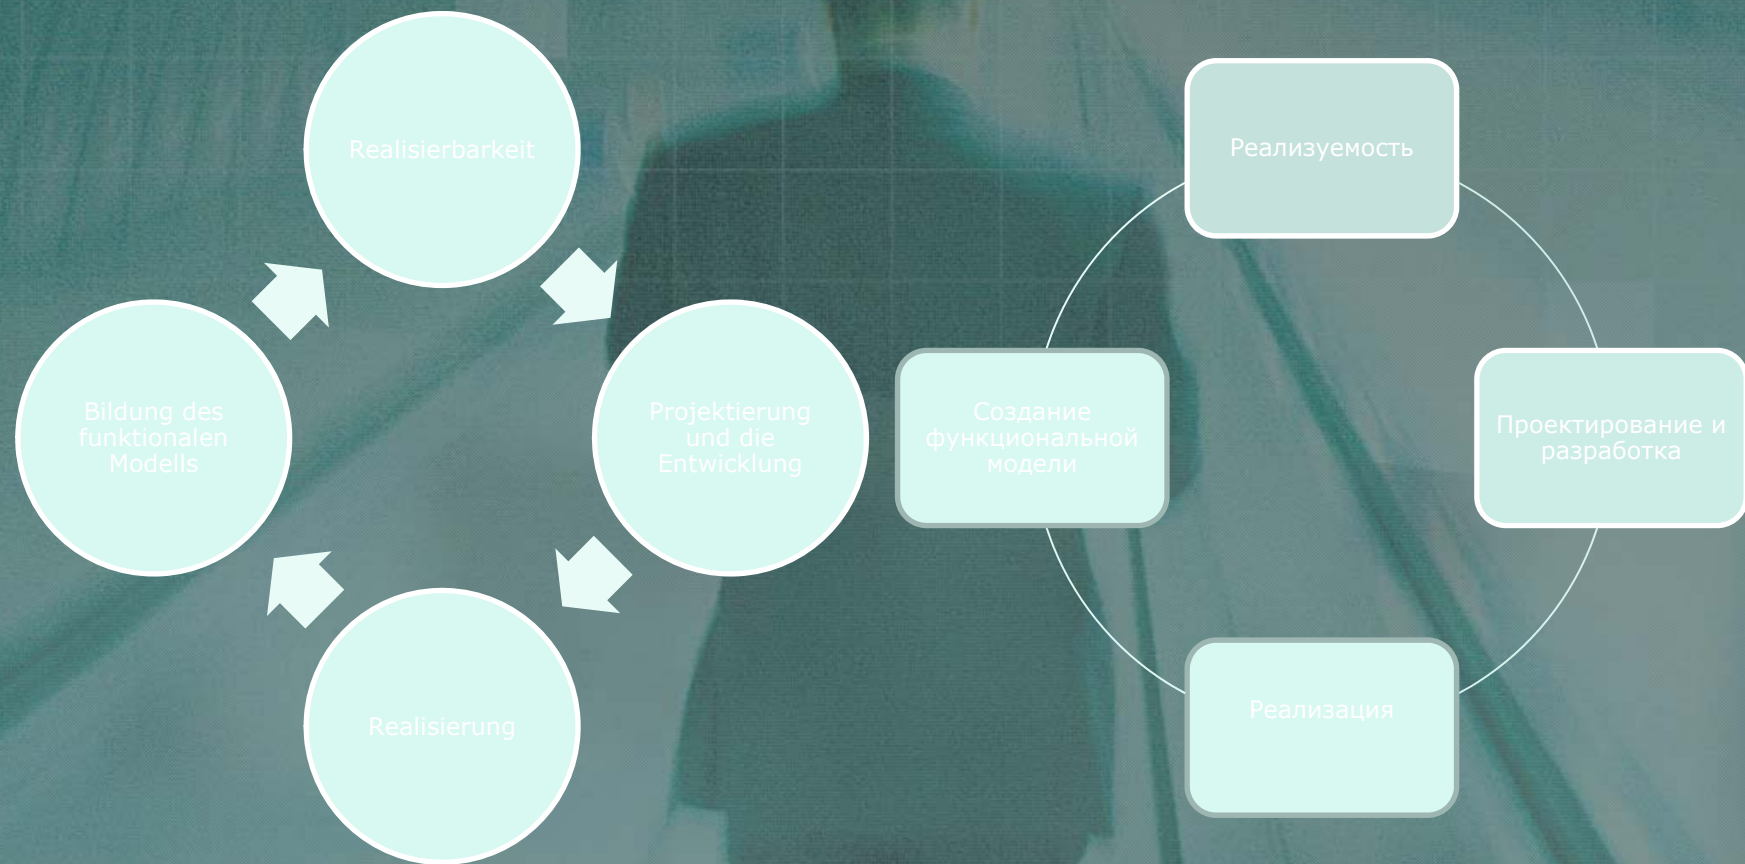 Realisierbarkeit
Bildung des
funktionalen
Modells
Projektierung
und die
Entwicklung
Realisierung
Реализуемость
Создание
функциональной
модели
Проектирование и
разработка
Реализация